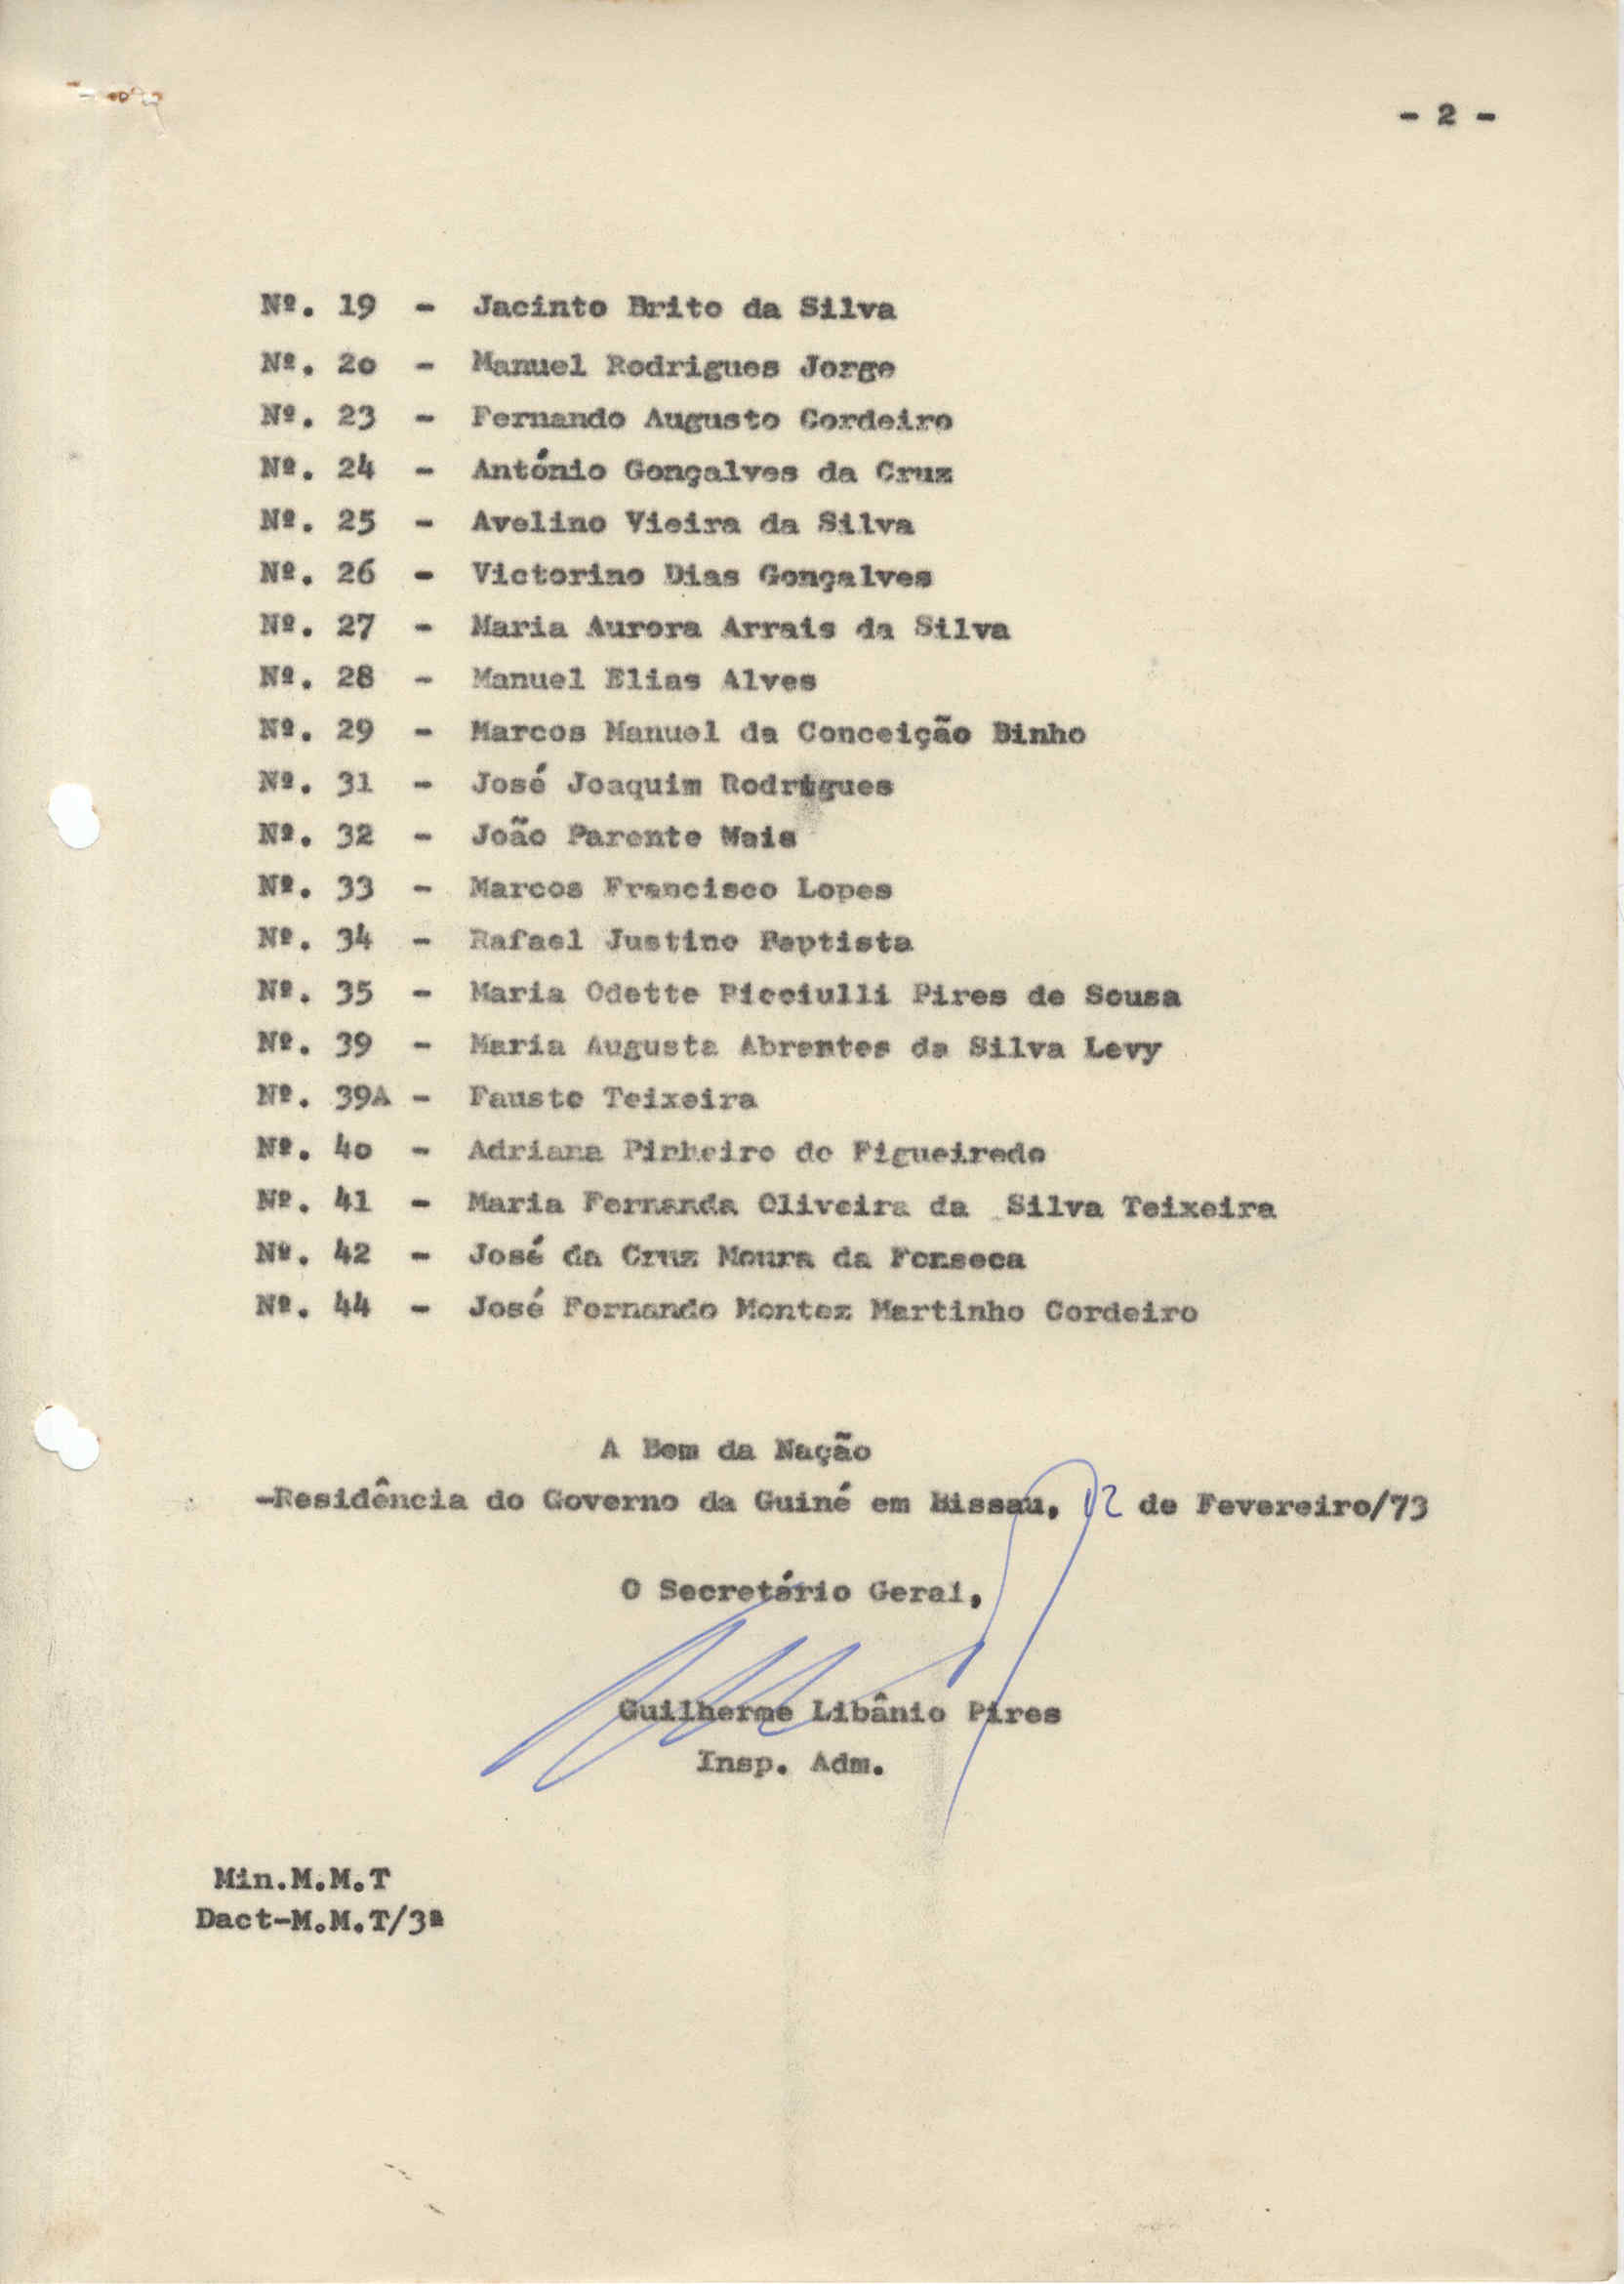 - 2 -
Nº. 19 - Jacinto Brito da Silva
Nº. 2o - Manuel Rodrigues Jorge
Nº. 23 - Fernando Augusto Cordeiro
Nº. 24 - António Gonçalves da Cruz
Nº. 25 - Avelino Vieira da Silva
Nº. 26 - Victorino Dias Gonçalves
Nº. 27 - Maria Aurora Arrais da Silva
Nº. 28 - Manuel Elias Alves
Nº. 29 - Marcos Manuel da Conceição Binho
Nº. 31 - José Joaquim Rodrigues
Nº. 32 - João Parente Mais
Nº. 33 - Marcos Francisco Lopes
Nº. 34 - Rafael Justino Baptista
Nº. 35 - Maria Odette Ricciulli Pires de Sousa
Nº. 39 - Maria Augusta Abrantes da Silva Levy
Nº. 39A - Fausto Teixeira
Nº. 4o - Adriana Pinheiro de Figueiredo
Nº. 41 - Maria Fernanda Oliveira da Silva Teixeira
Nº. 42 - José da Cruz Moura da Fonseca
Nº. 44 - José Fernando Montez Martinho Cordeiro
A Bem da Nação
-Residência do Governo da Guiné em Bissau, 12 de Fevereiro/73
O Secretário Geral,
Guilherme Libânio Pires
Insp. Adm.
Min.M.M.T
Dact-M.M.T/3ª